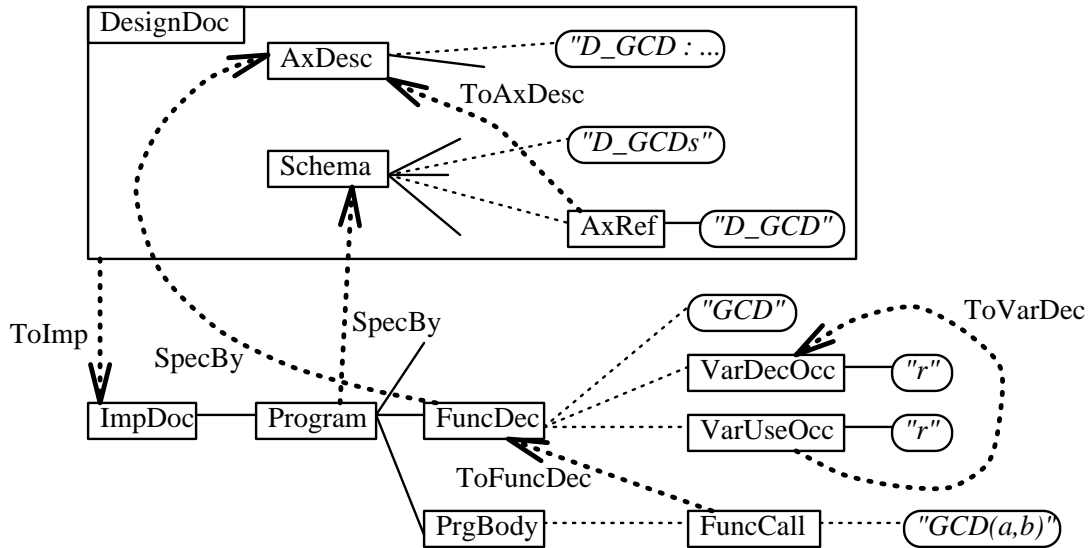 DesignDoc
AxDesc
"D_GCD : ...
ToAxDesc
Schema
"D_GCDs"
AxRef
"D_GCD"
ToImp
SpecBy
SpecBy
"GCD"
ToVarDec
VarDecOcc
"r"
ImpDoc
Program
FuncDec
VarUseOcc
"r"
ToFuncDec
PrgBody
FuncCall
"GCD(a,b)"